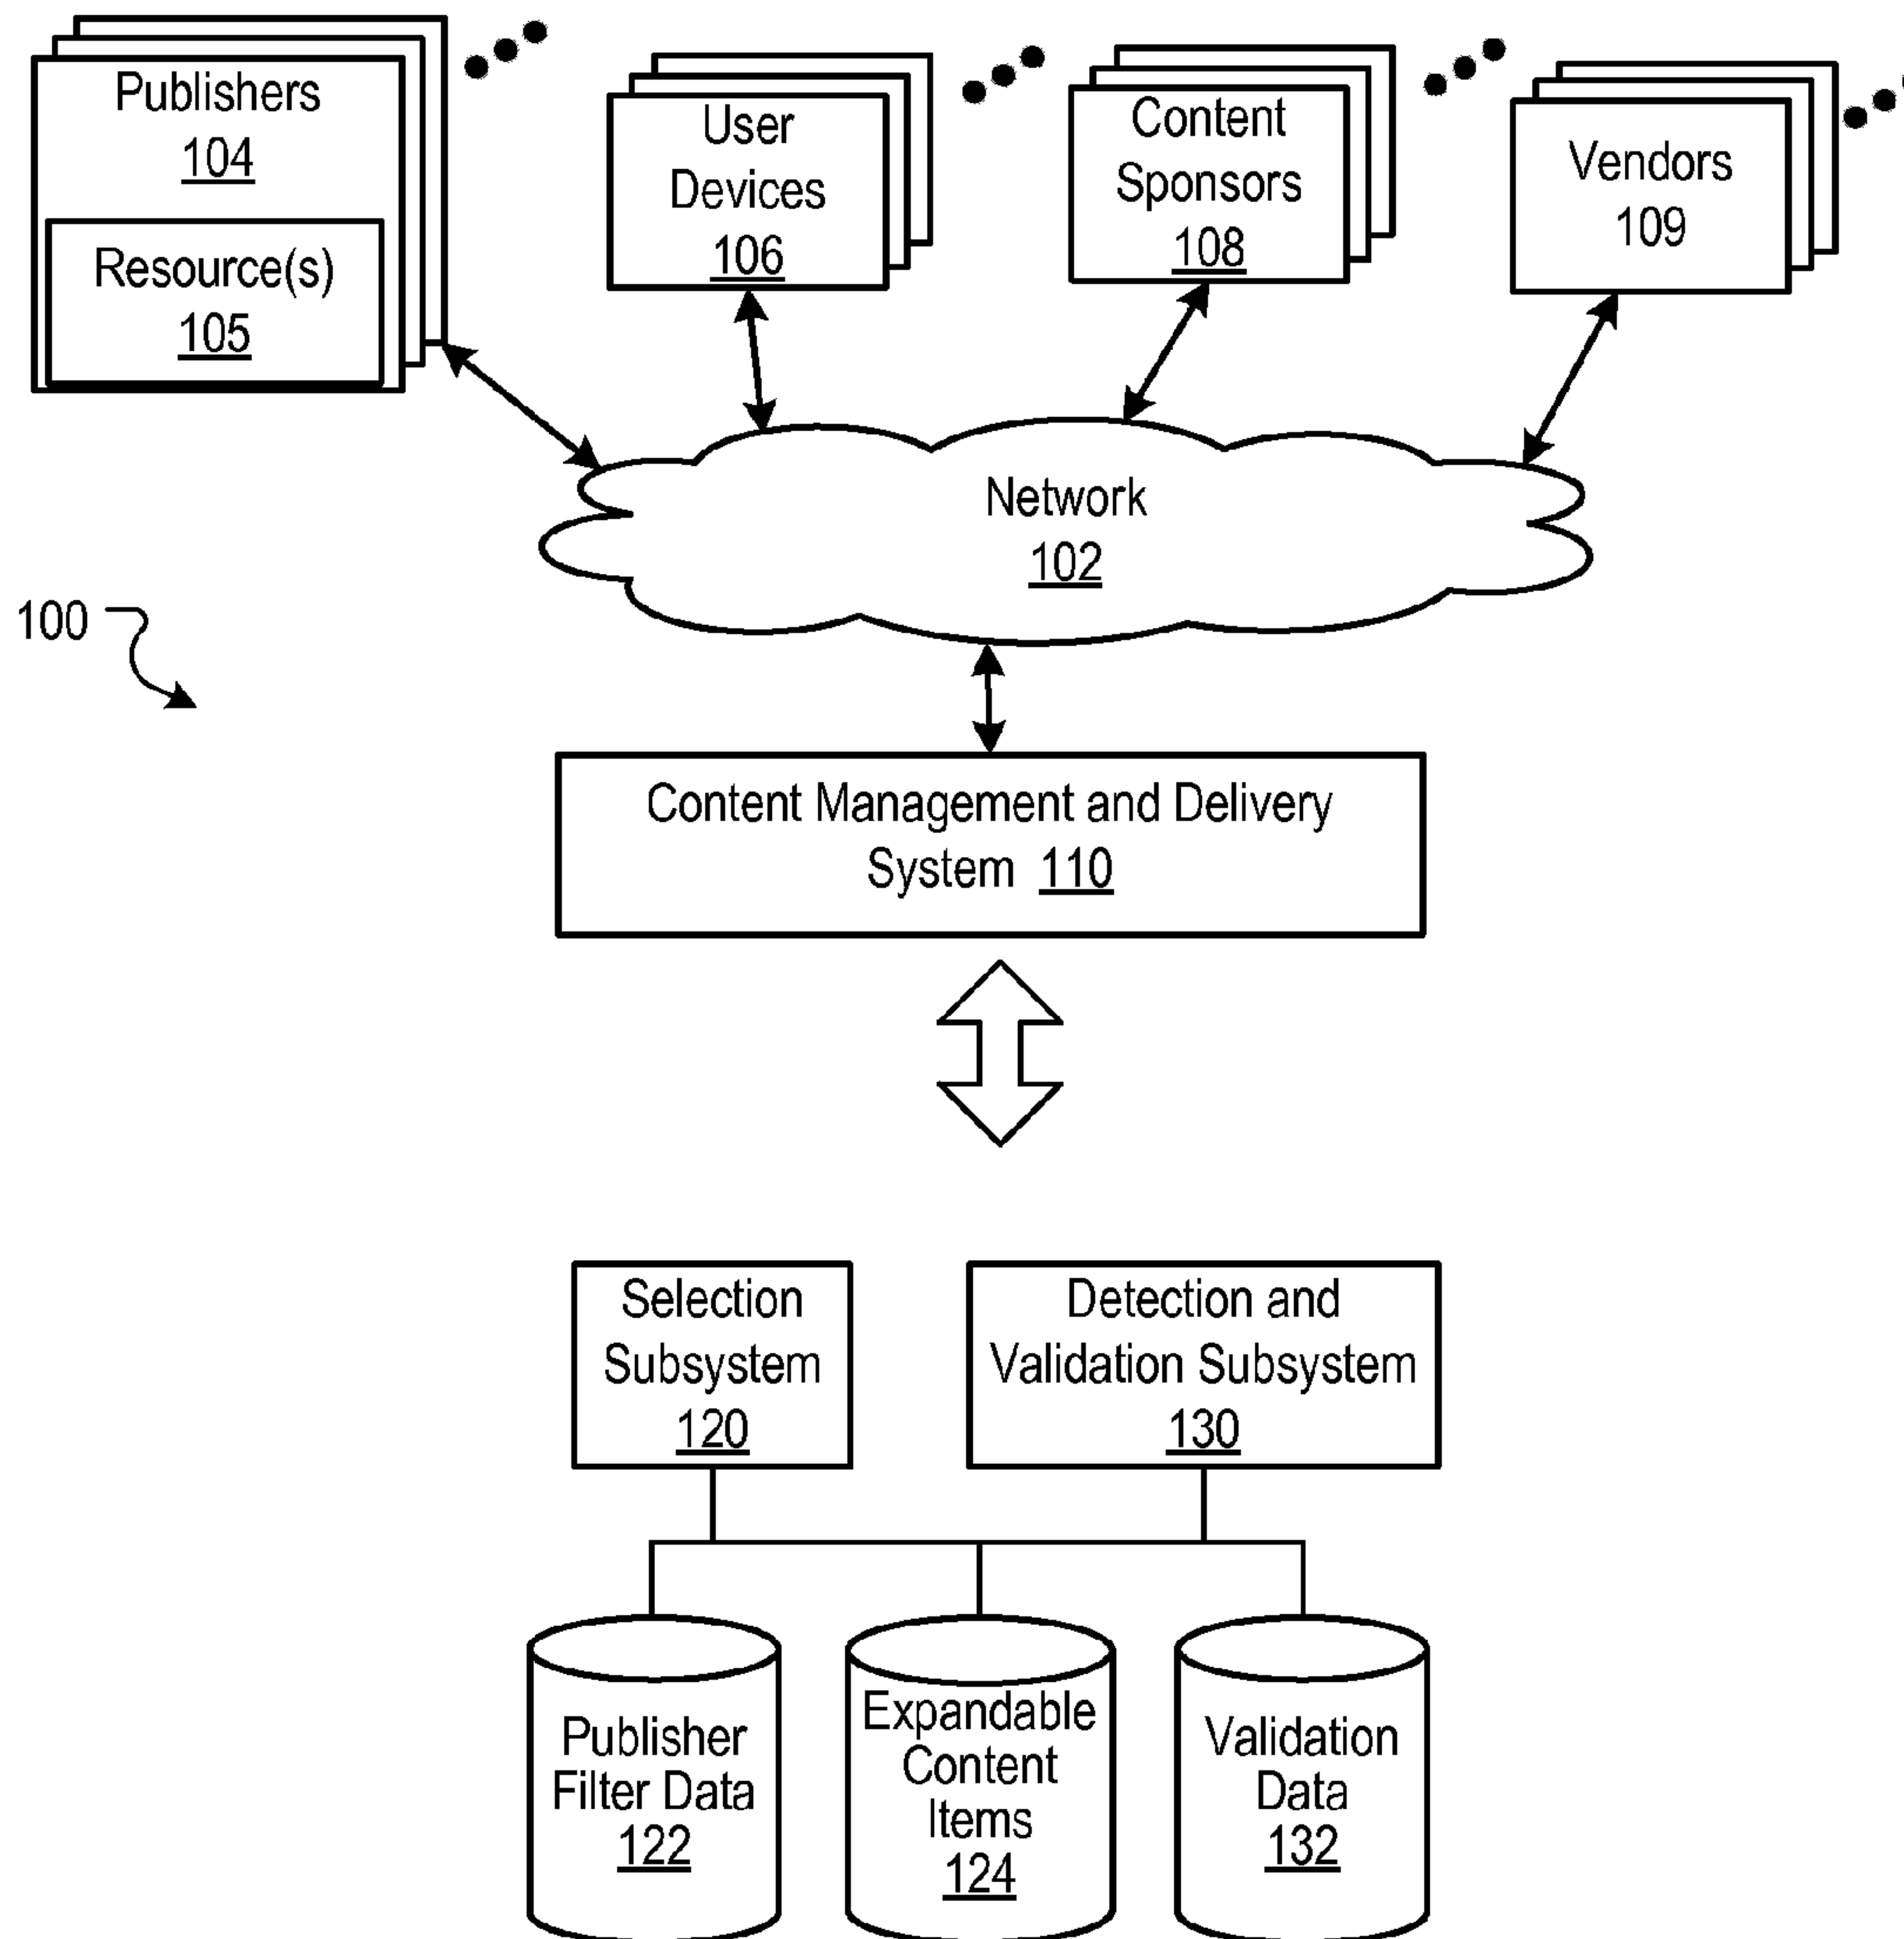 Publishers
104
Resource(s)
105
User
Devices
106
Content
Sponsors
108
Vendors
109
Network
102
100
Content Management and Delivery
System 110
Selection
Subsystem
120
Detection and
Validation Subsystem
130
Publisher
Filter Data
122
Expandable
Content
Items
124
Validation
Data
132